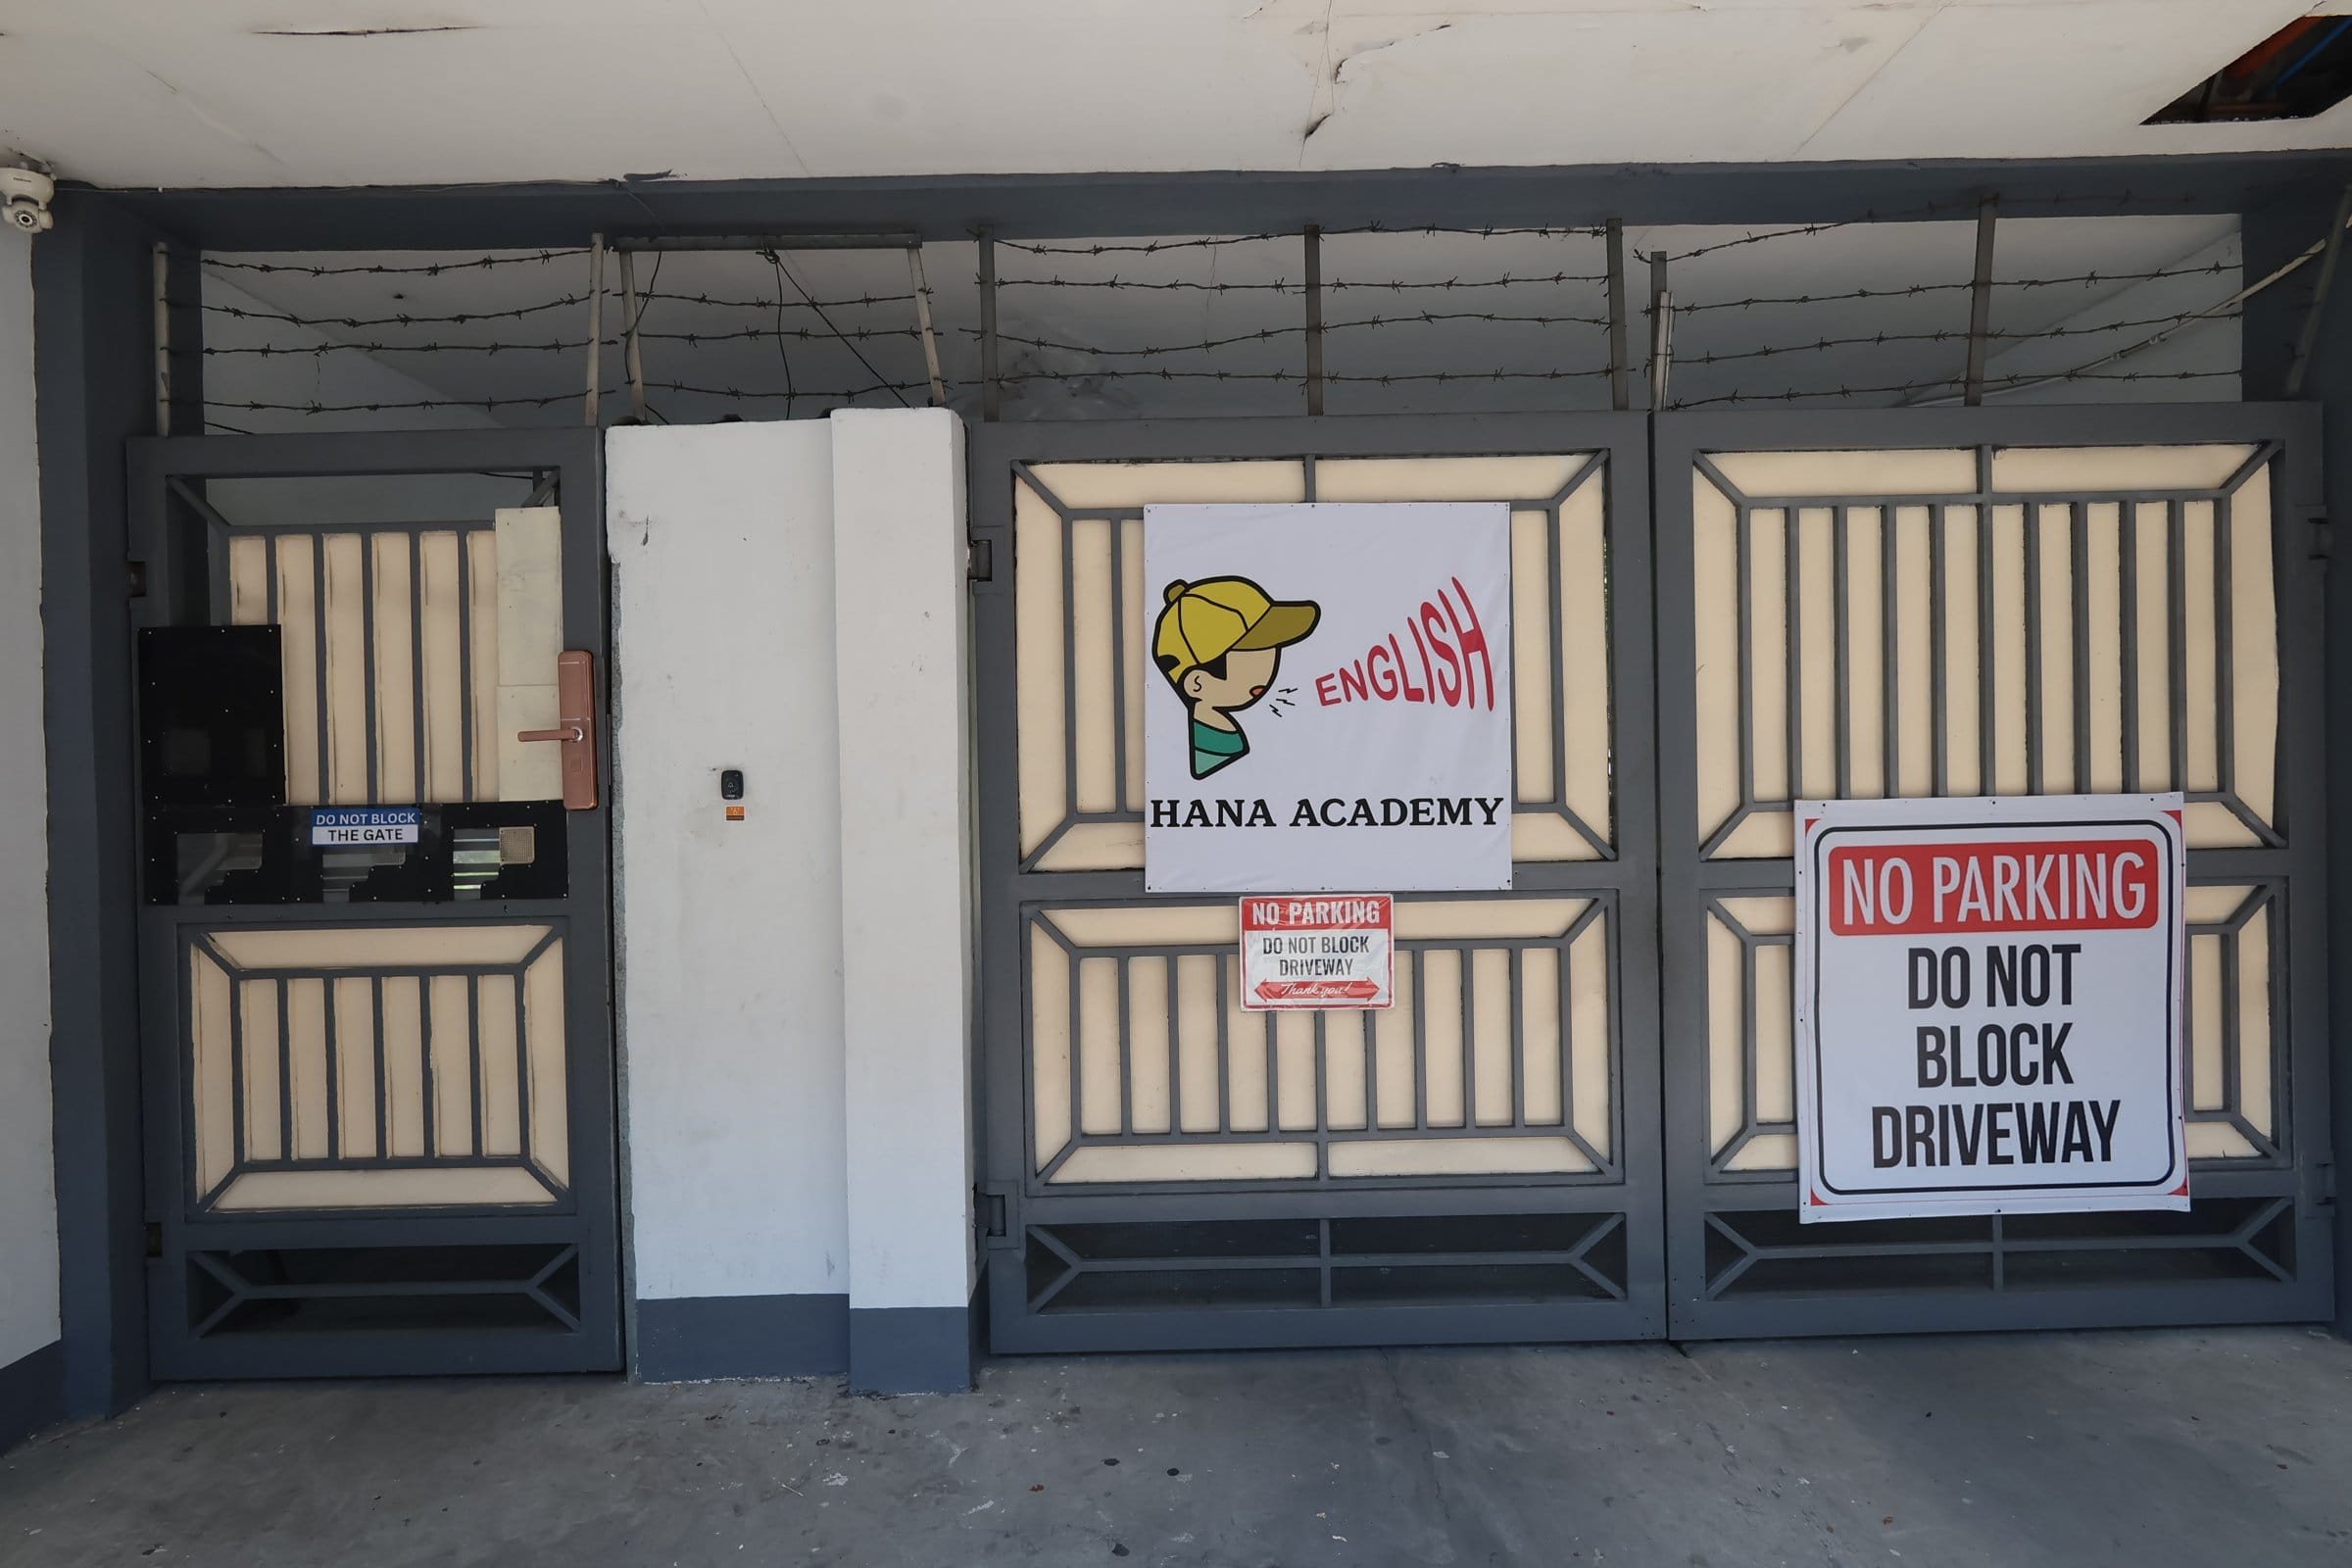 DO NOT BLOCK
THE GATE
ENGLISH
HANA ACADEMY
NO PARKING
DO NOT BLOCK
DRIVEWAY
Thank you!
NO PARKING
DO NOT
BLOCK
DRIVEWAY